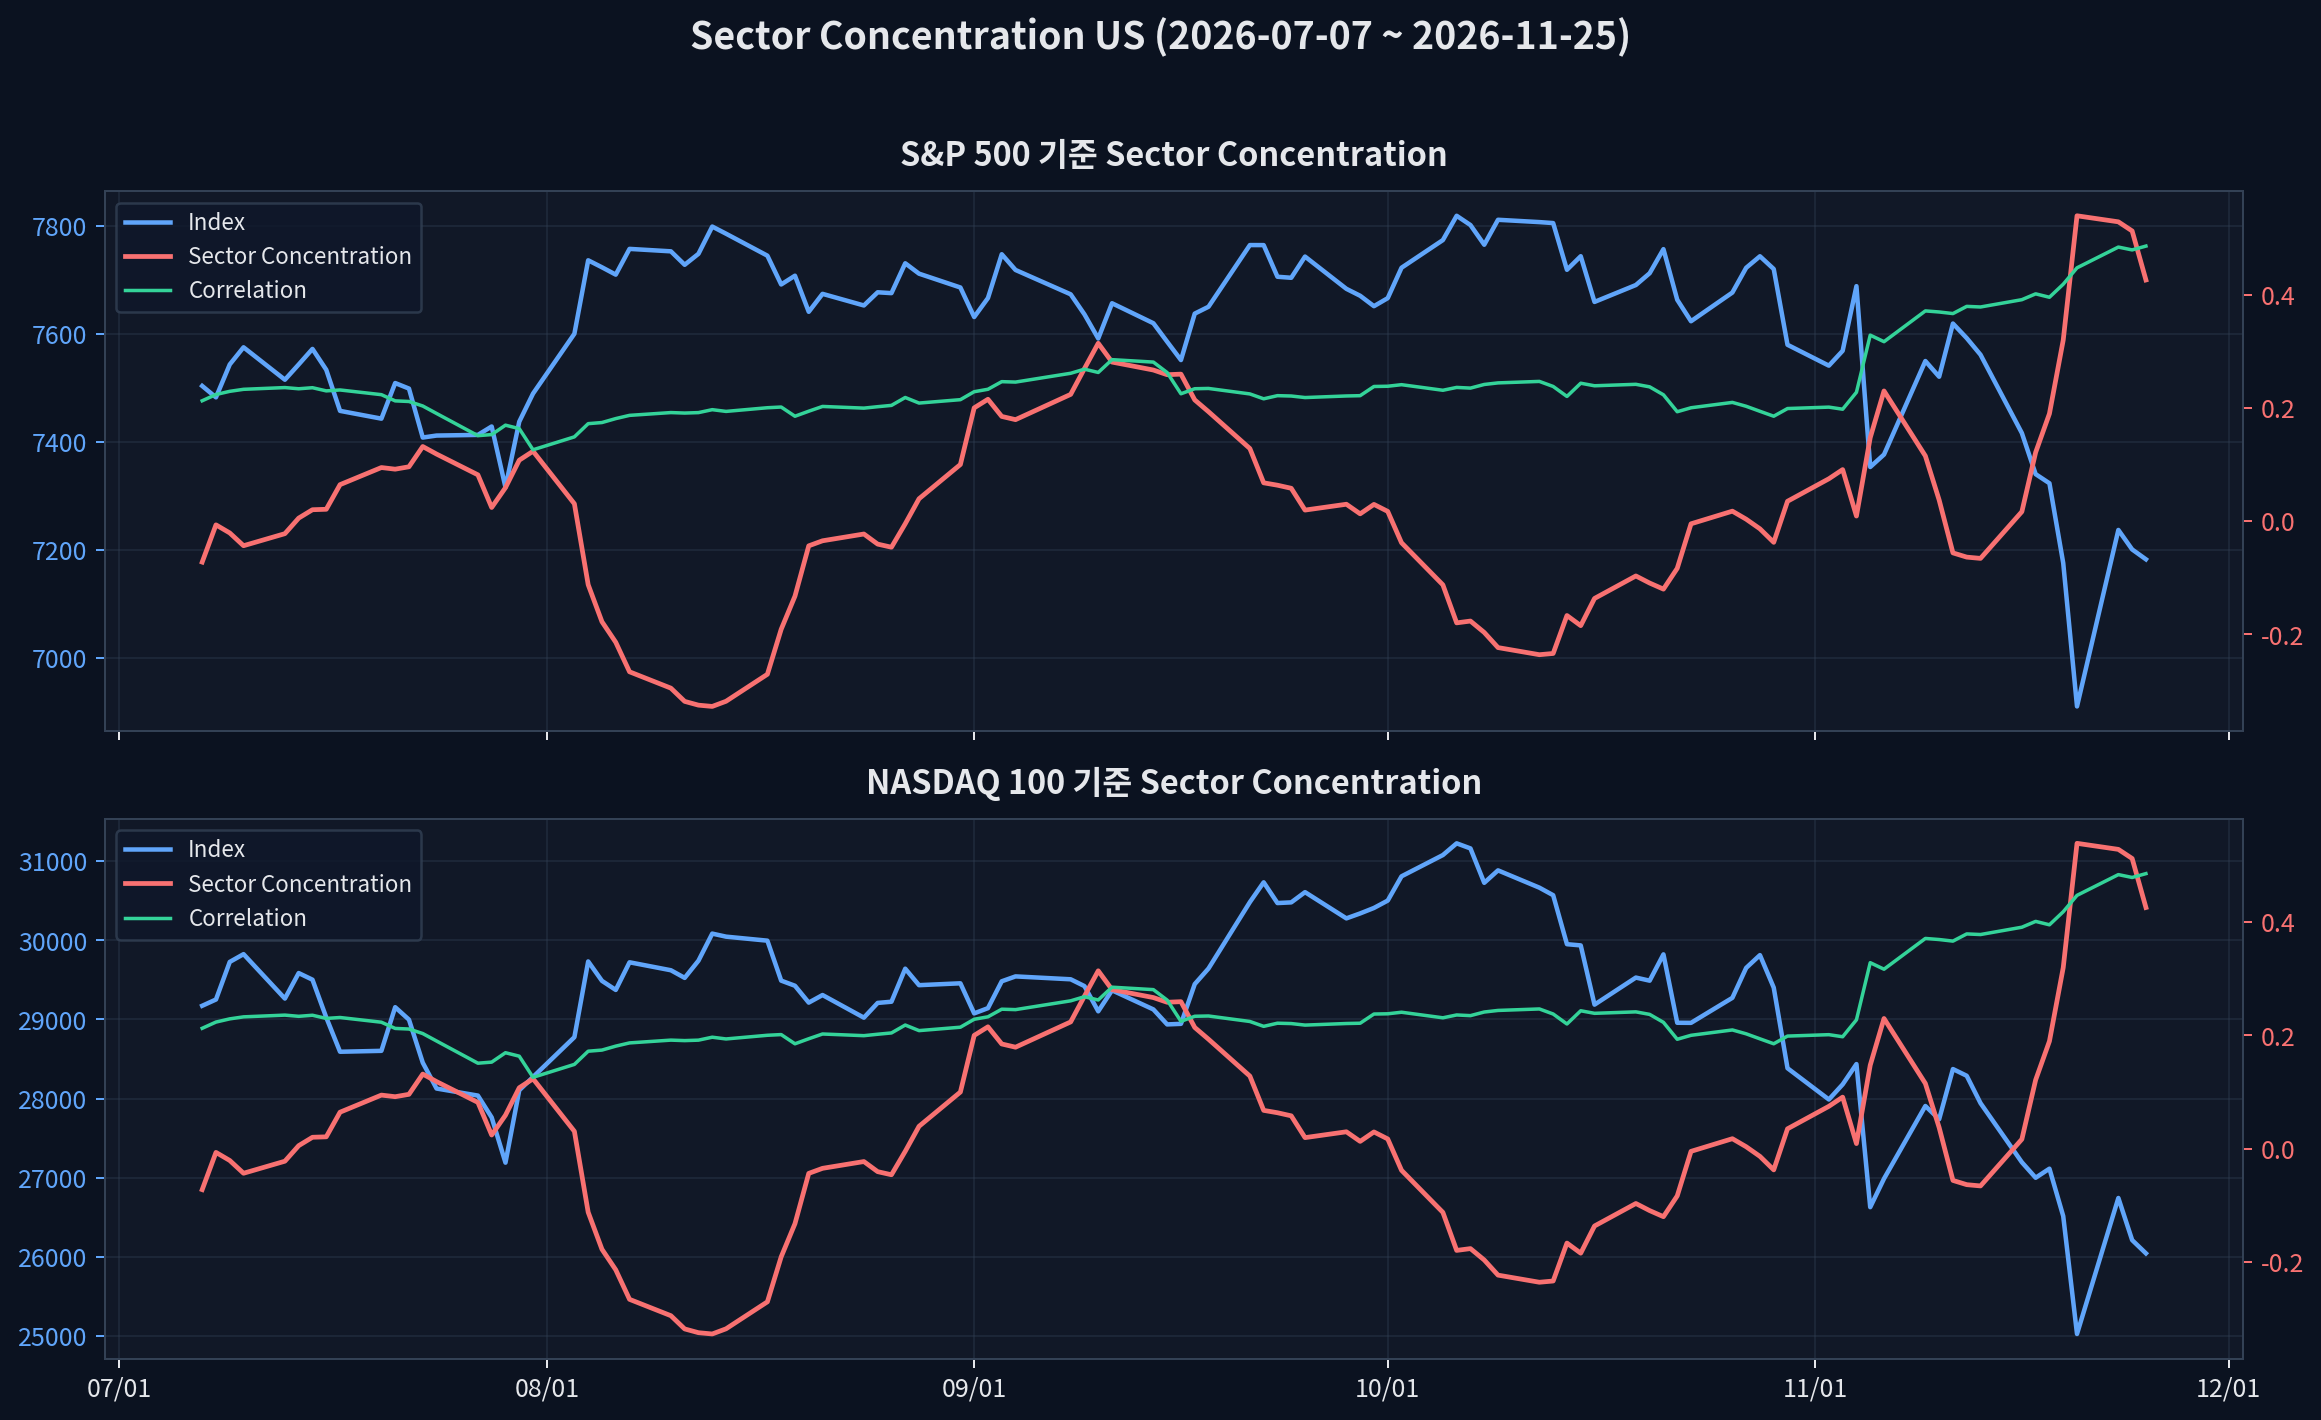 Sector Concentration US (2026-07-07 ~ 2026-11-25)
S&P 500 기준 Sector Concentration
Index
Sector Concentration
Correlation
7800
7600
7400
7200
7000
0.4
0.2
0.0
-0.2
NASDAQ 100 기준 Sector Concentration
Index
Sector Concentration
Correlation
31000
30000
29000
28000
27000
26000
25000
0.4
0.2
0.0
-0.2
07/01
08/01
09/01
10/01
11/01
12/01